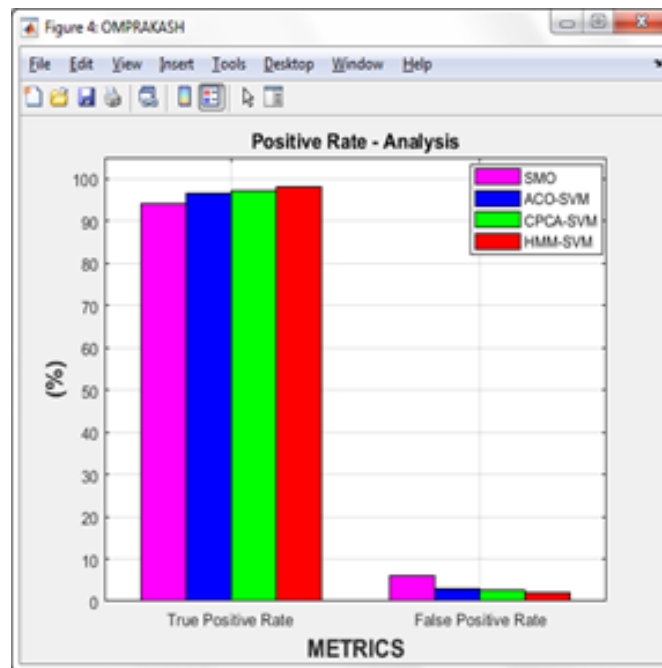 Figure 4: OMPRAKASH
File Edit View Insert Tools Desktop Window Help
Positive Rate - Analysis
SMO
ACO-SVM
CPCA-SVM
HMM-SVM
100
90
80
70
60
50
40
30
20
10
0
(%)
True Positive Rate False Positive Rate
METRICS